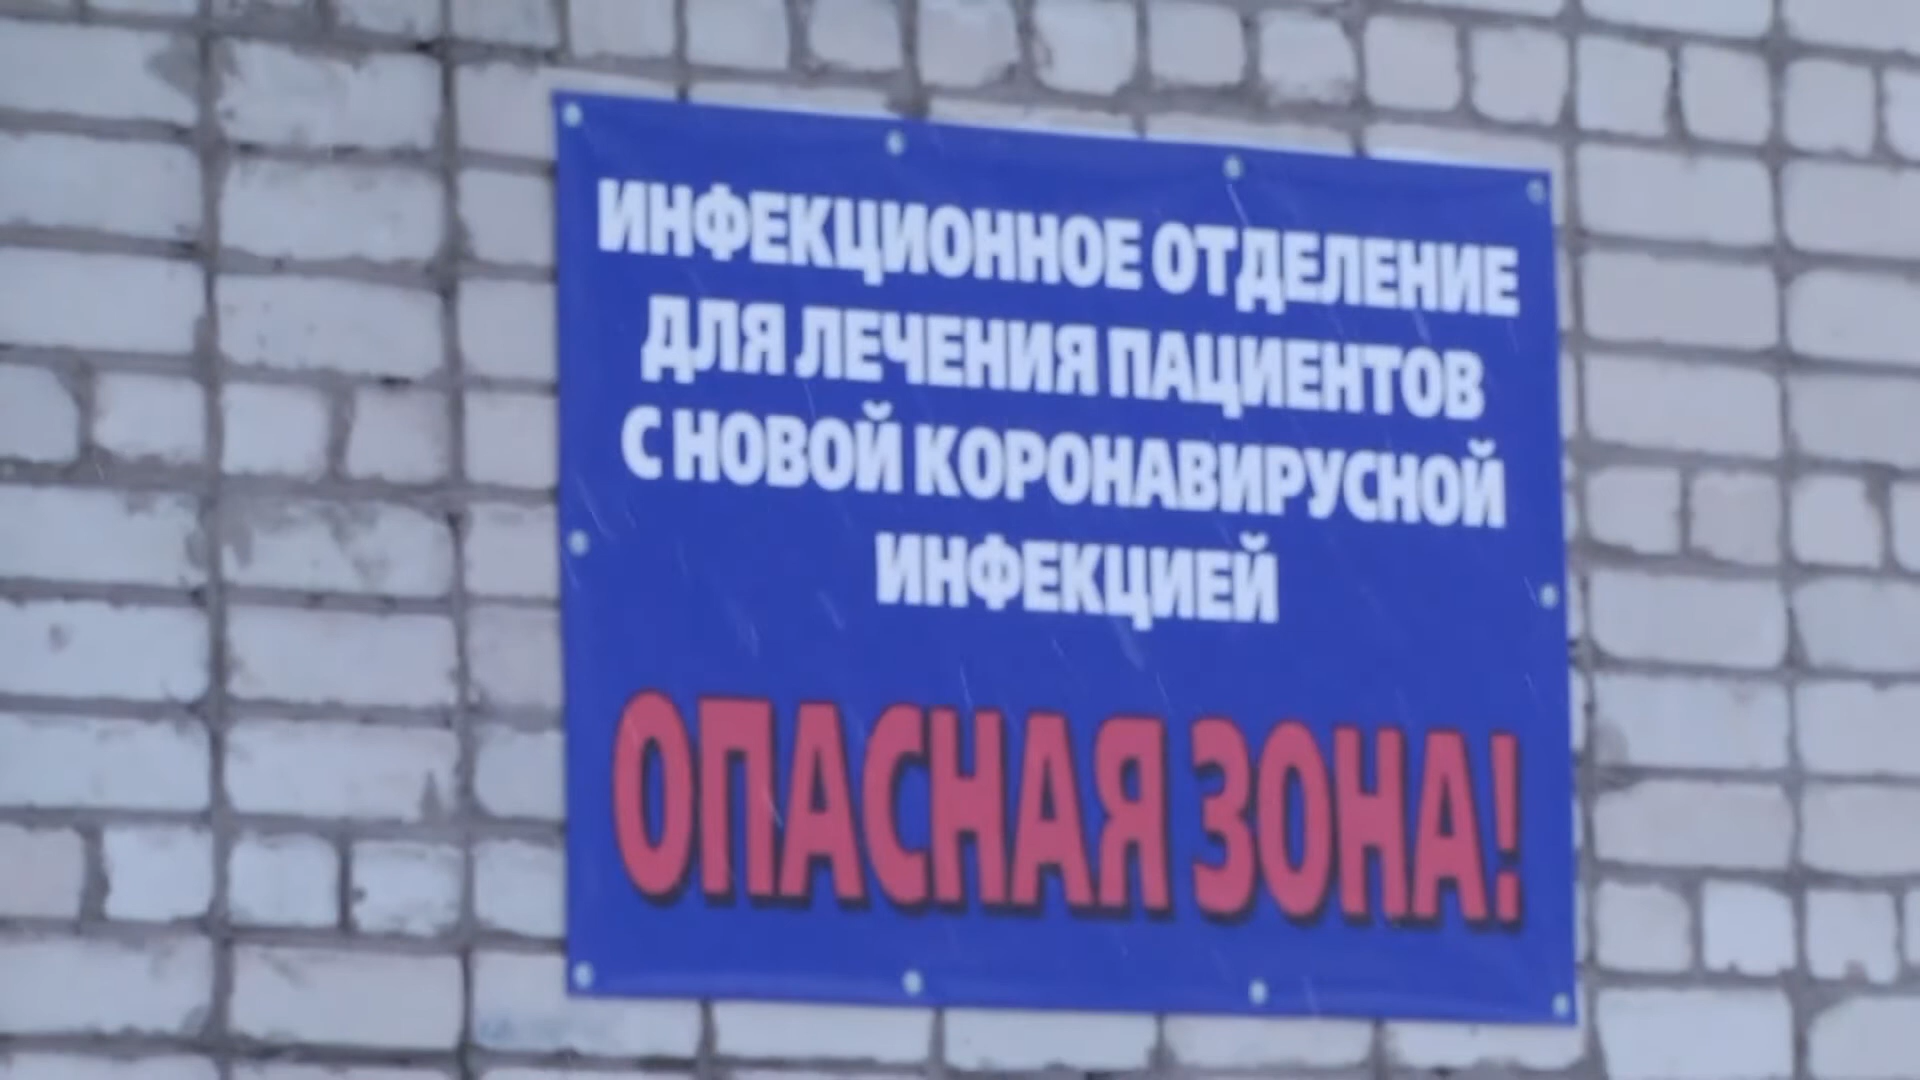 ИНФЕКЦИОННОЕ ОТДЕЛЕНИЕ
ДЛЯ ЛЕЧЕНИЯ ПАЦИЕНТОВ
С НОВОЙ КОРОНАВИРУСНОЙ
ИНФЕКЦИЕЙ
ОПАСНАЯ ЗОНА!